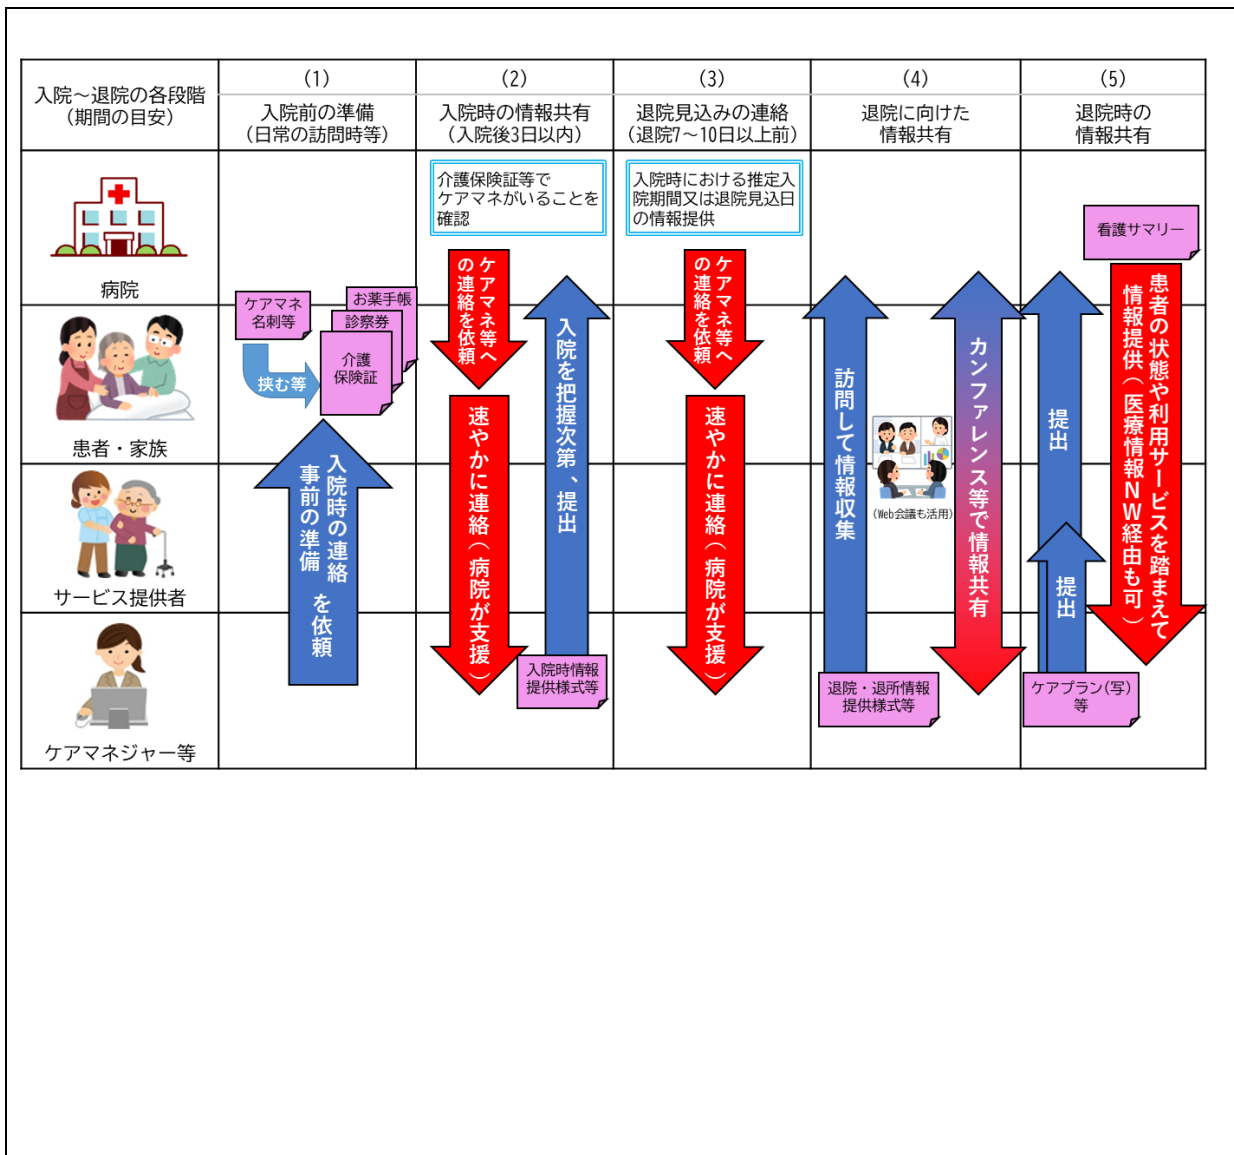 入院～退院の各段階
（期間の目安）
(1)
入院前の準備
（日常の訪問時等）
(2)
入院時の情報共有
（入院後3日以内）
(3)
退院見込みの連絡
（退院7～10日以上前）
(4)
退院に向けた
情報共有
(5)
退院時の
情報共有
病院
患者・家族
サービス提供者
ケアマネジャー等
ケアマネ
名刺等
挟む等
お薬手帳
診察券
介護
保険証
入院時の連絡
事前の準備
を依頼
介護保険証等で
ケアマネがいることを
確認
ケアマネ等へ
の連絡を依頼
速やかに連絡（病院が支援）
入院を把握次第、提出
入院時情報
提供様式等
入院時における推定入
院期間又は退院見込日
の情報提供
ケアマネ等へ
の連絡を依頼
速やかに連絡（病院が支援）
訪問して情報収集
退院・退所情報
提供様式等
（Web会議も活用）
カンファレンス等で情報共有
提出
提出
ケアプラン(写)
等
看護サマリー
患者の状態や利用サービスを踏まえて
情報提供（医療情報NW経由も可）